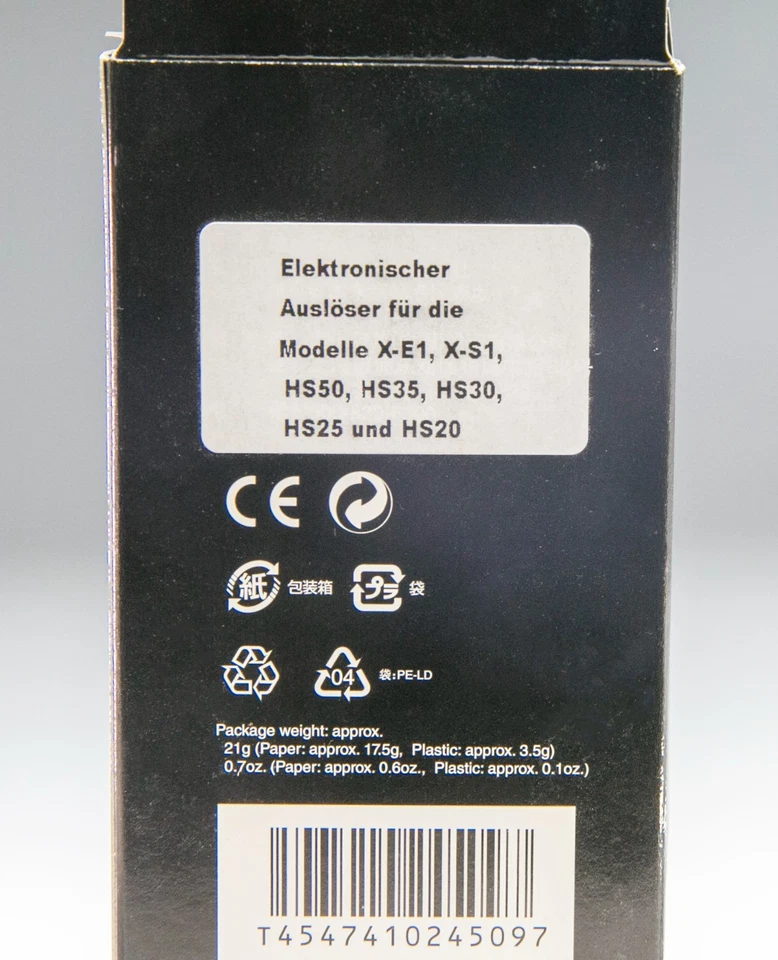 Elektronischer
Auslöser für die
Modelle X-E1, X-S1,
HS50, HS35, HS30,
HS25 und HS20
CE
紙 包装箱 プラ 袋
04 袋:PE-LD
Package weight: approx.
21g (Paper: approx. 17.5g, Plastic: approx. 3.5g)
0.7oz. (Paper: approx. 0.6oz., Plastic: approx. 0.1oz.)
T4547410245097